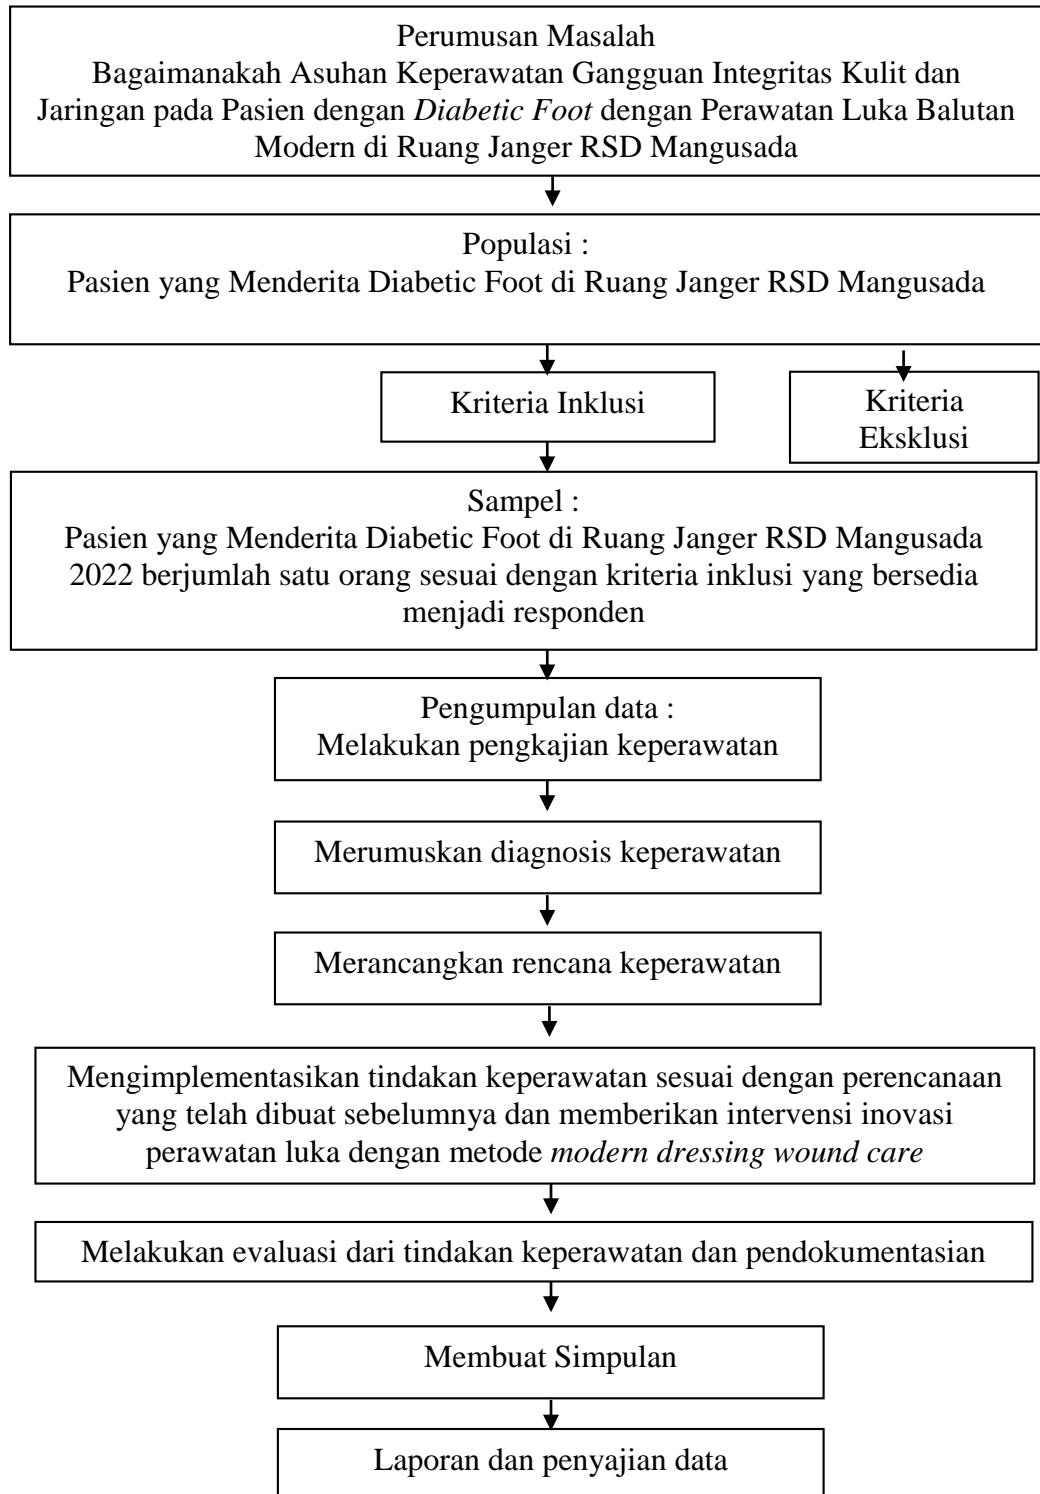 Perumusan Masalah
Bagaimanakah Asuhan Keperawatan Gangguan Integritas Kulit dan
Jaringan pada Pasien dengan Diabetic Foot dengan Perawatan Luka Balutan
Modern di Ruang Janger RSD Mangusada
Populasi :
Pasien yang Menderita Diabetic Foot di Ruang Janger RSD Mangusada
Kriteria Inklusi
Kriteria
Eksklusi
Sampel :
Pasien yang Menderita Diabetic Foot di Ruang Janger RSD Mangusada
2022 berjumlah satu orang sesuai dengan kriteria inklusi yang bersedia
menjadi responden
Pengumpulan data :
Melakukan pengkajian keperawatan
Merumuskan diagnosis keperawatan
Merancangkan rencana keperawatan
Mengimplementasikan tindakan keperawatan sesuai dengan perencanaan
yang telah dibuat sebelumnya dan memberikan intervensi inovasi
perawatan luka dengan metode modern dressing wound care
Melakukan evaluasi dari tindakan keperawatan dan pendokumentasian
Membuat Simpulan
Laporan dan penyajian data